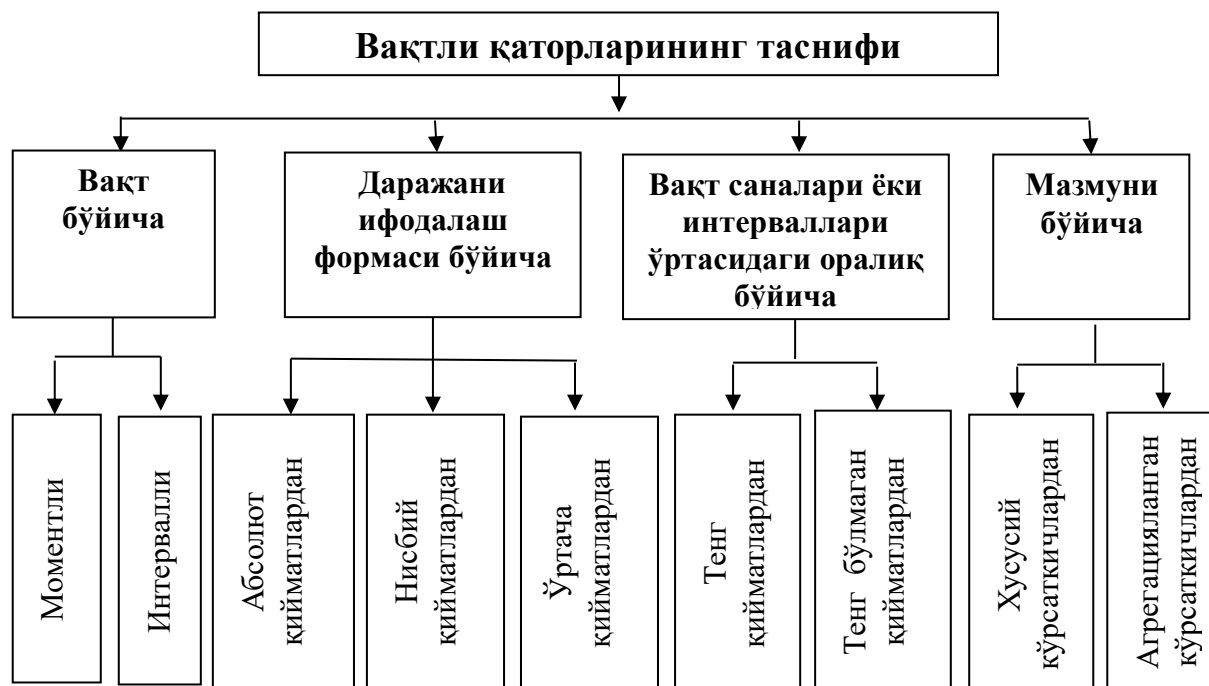 Вақтли қаторларининг таснифи
Вақт
бўйича
Даражани
ифодалаш
формаси бўйича
Вақт саналари ёки
интерваллари
ўртасидаги оралиқ
бўйича
Мазмуни
бўйича
Моментли
Интервалли
Абсолют
қийматлардан
Нисбий
қийматлардан
Ўртача
қийматлардан
Тенг
қийматлардан
Тенг бўлмаган
қийматлардан
Хусусий
кўрсаткичлардан
Агрегацияланган
кўрсаткичлардан